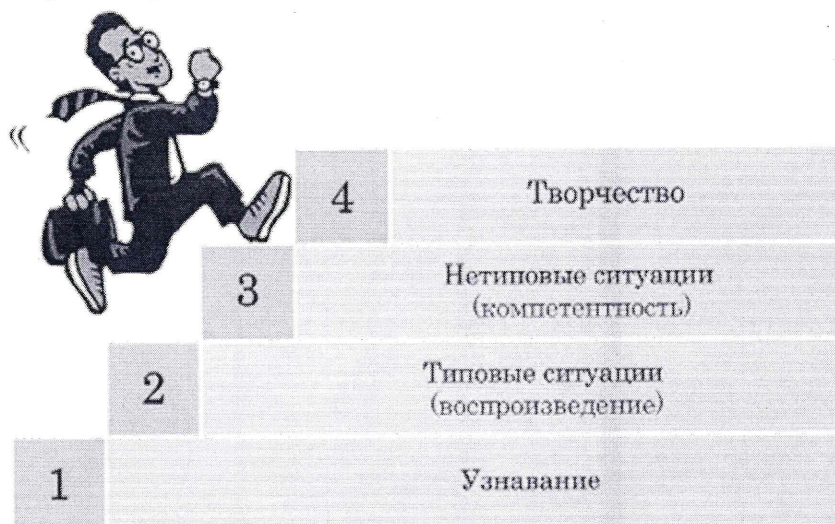 «
4 Творчество
3 Нетиповые ситуации
(компетентность)
2 Типовые ситуации
(воспроизведение)
1 Узнавание